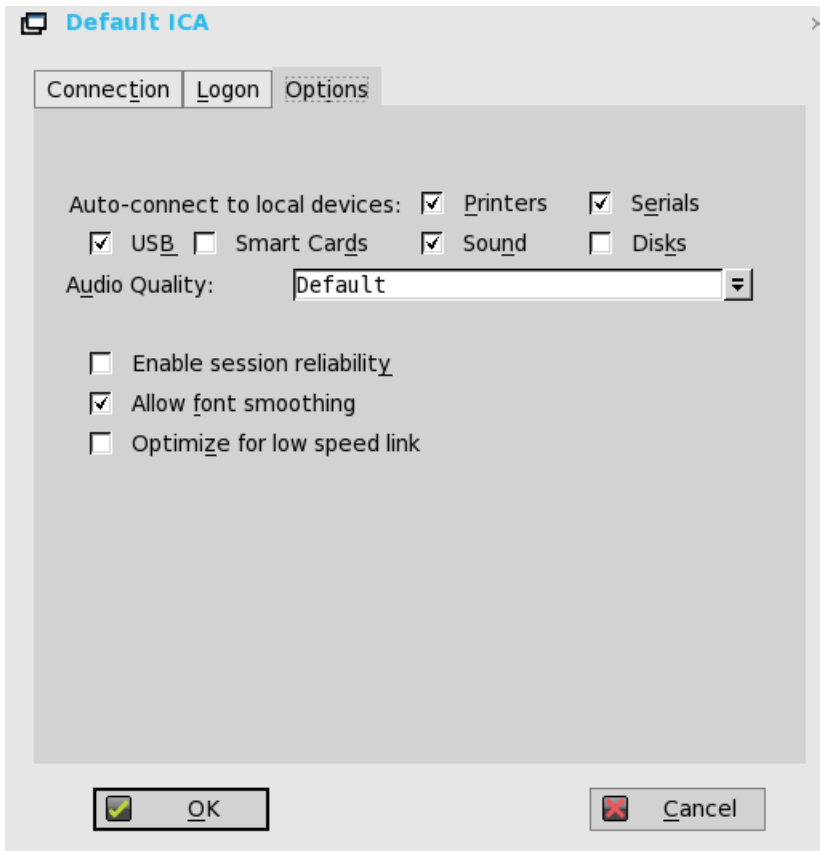 Default ICA
Connection Logon Options
Auto-connect to local devices: Printers Serials
USB Smart Cards Sound Disks
Audio Quality: Default
Enable session reliability
Allow font smoothing
Optimize for low speed link
OK Cancel